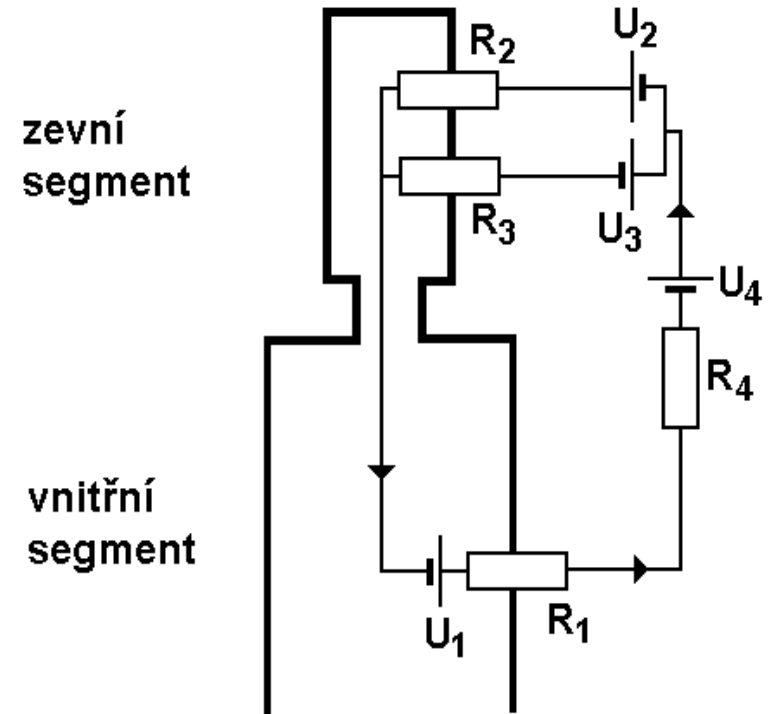 U2
R2
zevní
segment
R3
U3
U4
R4
vnitřní
segment
U1
R1